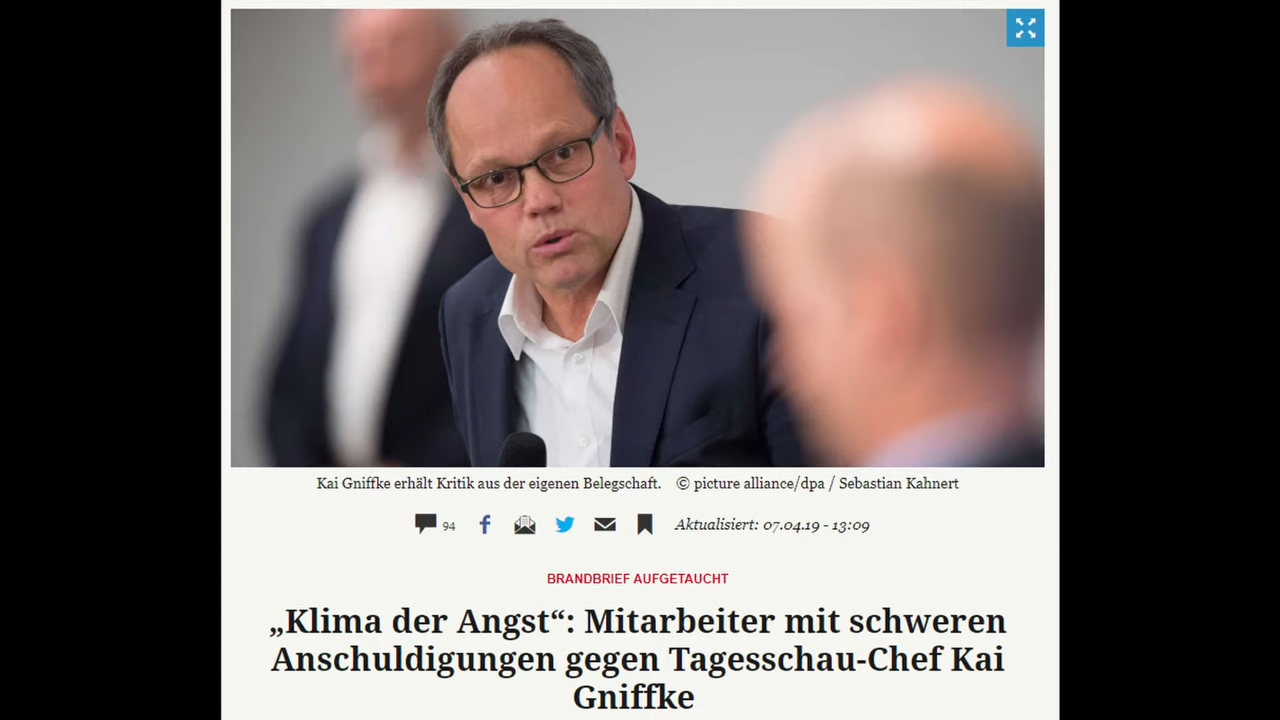 Kai Gniffke erhält Kritik aus der eigenen Belegschaft. © picture alliance/dpa / Sebastian Kahnert
94 Aktualisiert: 07.04.19 - 13:09
BRANDBRIEF AUFGETAUCHT
„Klima der Angst“: Mitarbeiter mit schweren
Anschuldigungen gegen Tagesschau-Chef Kai
Gniffke